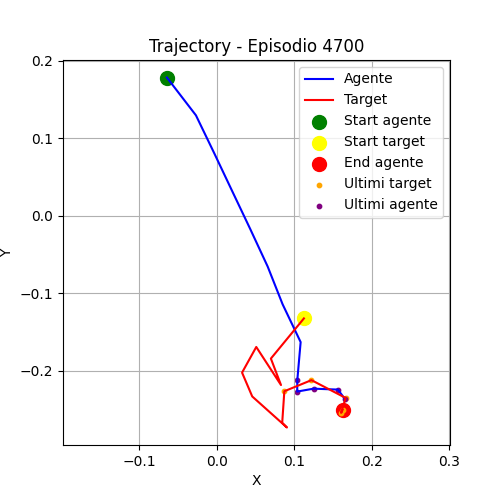 Trajectory - Episodio 4700
Agente
Target
Start agente
Start target
End agente
Ultimi target
Ultimi agente
0.2
0.1
0.0
−0.1
−0.2
Y
−0.1
0.0
0.1
0.2
0.3
X